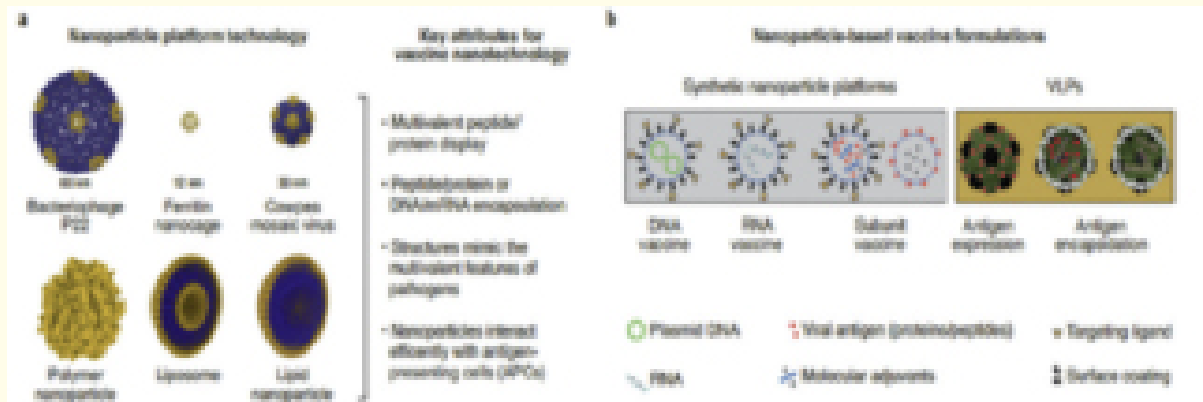 a
Nanoparticle platform technology
Key attributes for
vaccine nanotechnology
Bacteriophage
P22
Ferritin
nanocage
Cowpea
mosaic virus
Polymer
nanoparticle
Liposome
Lipid
nanoparticle
• Multivalent peptide/
protein display
• Peptide/protein or
DNA/mRNA encapsulation
• Structures mimic the
multivalent features of
pathogens
• Nanoparticles interact
efficiently with antigen-
presenting cells (APCs)
b
Nanoparticle-based vaccine formulations
Synthetic nanoparticle platforms
VLPs
DNA
vaccine
RNA
vaccine
Subunit
vaccine
Antigen
expression
Antigen
encapsulation
Plasmid DNA
Viral antigen (proteins/peptides)
Targeting ligand
RNA
Molecular adjuvants
Surface coating